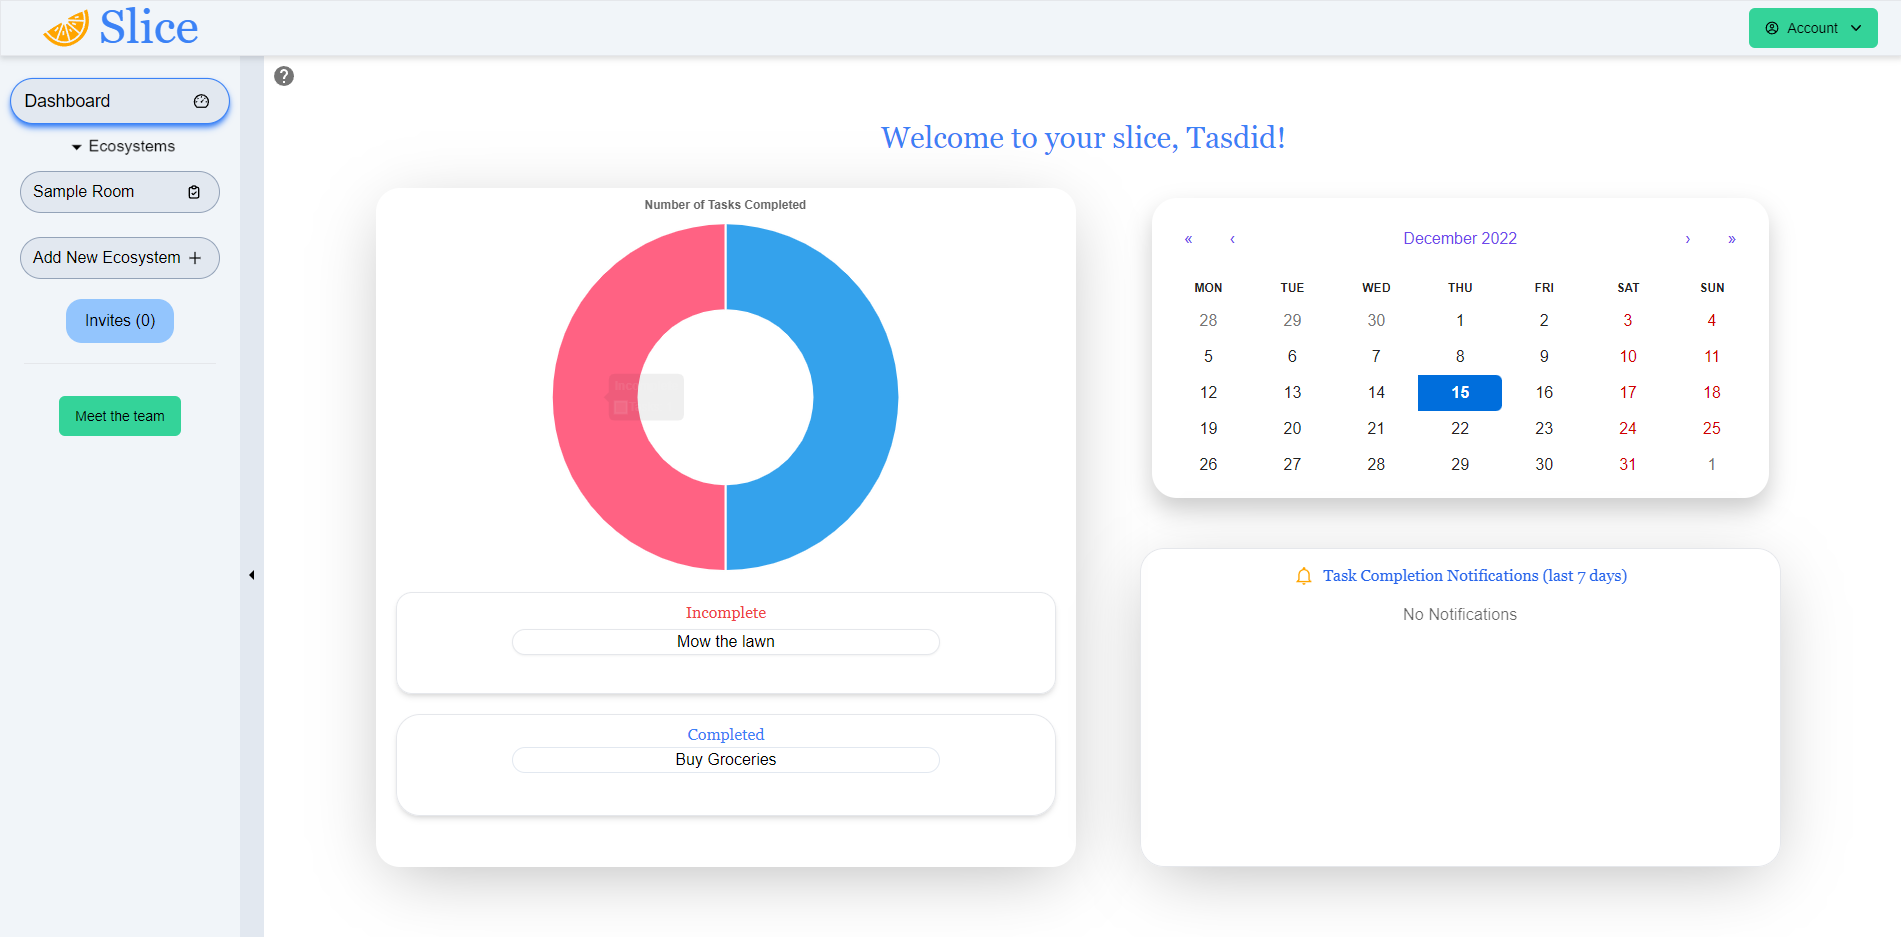 Slice
Account
Dashboard
Ecosystems
Sample Room
Add New Ecosystem
Invites (0)
Meet the team
Welcome to your slice, Tasdid!
Number of Tasks Completed
Incomplete
Mow the lawn
Completed
Buy Groceries
« ‹ December 2022 › »
MON TUE WED THU FRI SAT SUN
28 29 30 1 2 3 4
5 6 7 8 9 10 11
12 13 14 15 16 17 18
19 20 21 22 23 24 25
26 27 28 29 30 31 1
Task Completion Notifications (last 7 days)
No Notifications